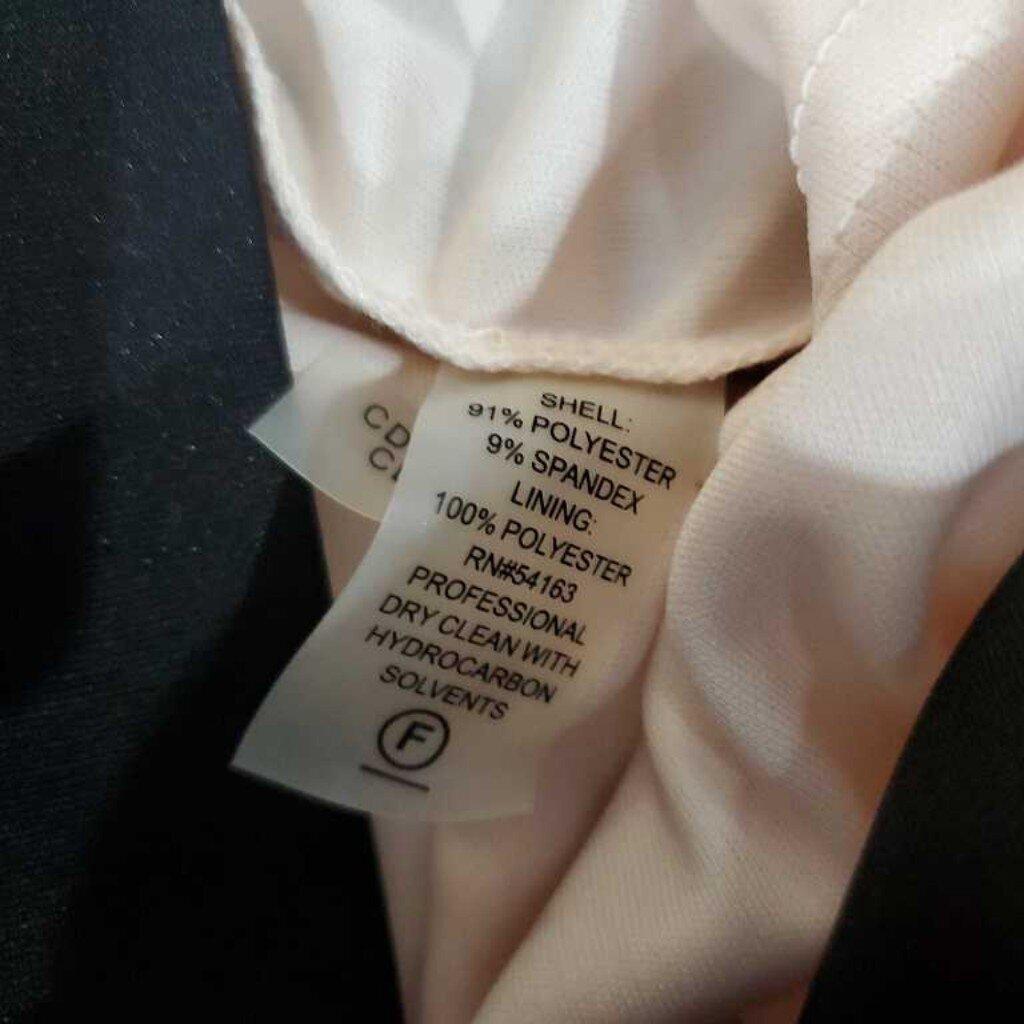 SHELL:
91% POLYESTER
9% SPANDEX
LINING:
100% POLYESTER
RN#54163
PROFESSIONAL
DRY CLEAN WITH
HYDROCARBON
SOLVENTS
F